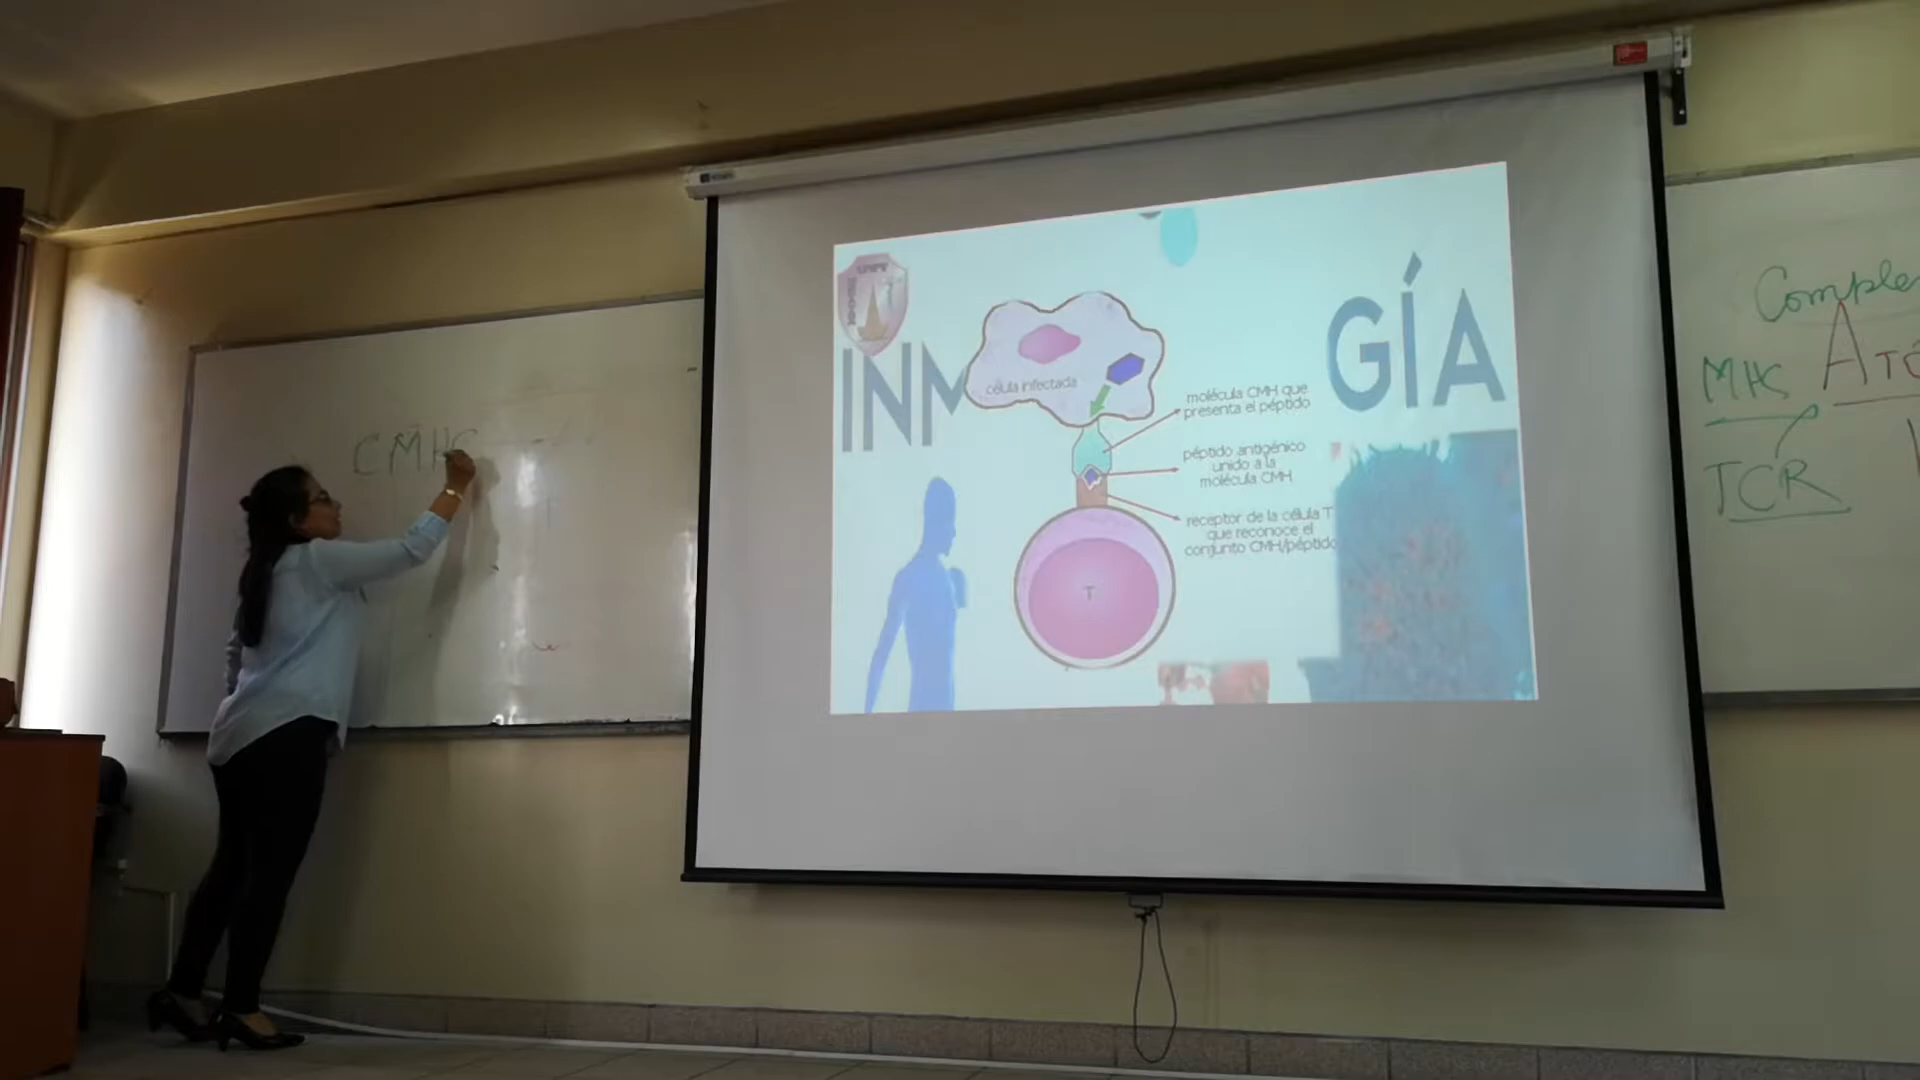 CMHC
INM
GÍA
célula infectada
molécula CMH que
presenta el péptido
péptido antigénico
unido a la
molécula CMH
receptor de la célula T
que reconoce el
conjunto CMH/péptido
T
Comple
MHC
TCR